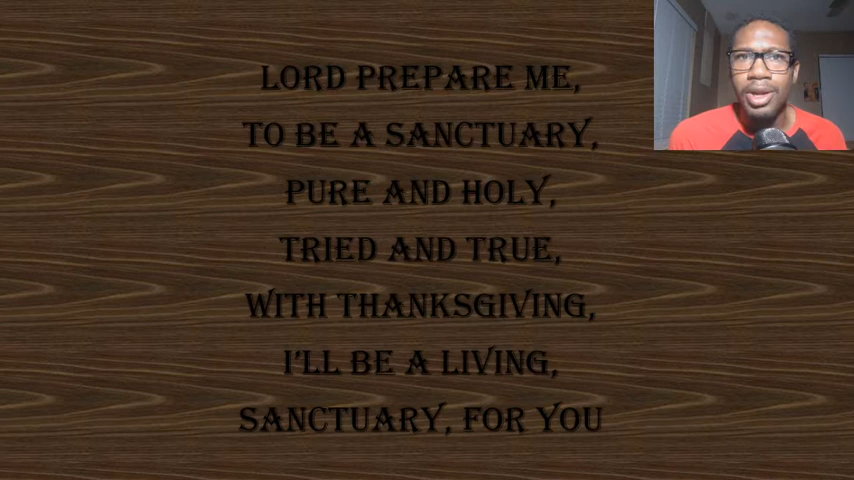 LORD PREPARE ME,
TO BE A SANCTUARY,
PURE AND HOLY,
TRIED AND TRUE,
WITH THANKSGIVING,
I'LL BE A LIVING,
SANCTUARY, FOR YOU